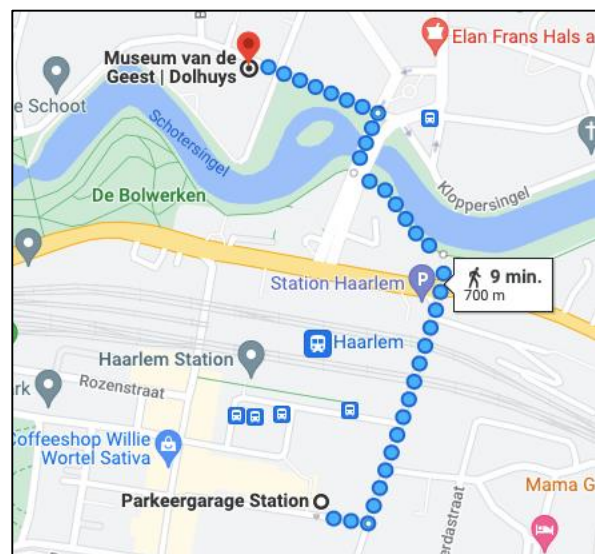 Museum van de
Geest | Dolhuys
Elan Frans Hals a
e Schoot
Schotersingel
De Bolwerken
Kloppersingel
P
Station Haarlem
9 min.
700 m
Haarlem
Haarlem Station
Rozenstraat
rk
Coffeeshop Willie
Wortel Sativa
Parkeergarage Station
erdastraat
Mama G